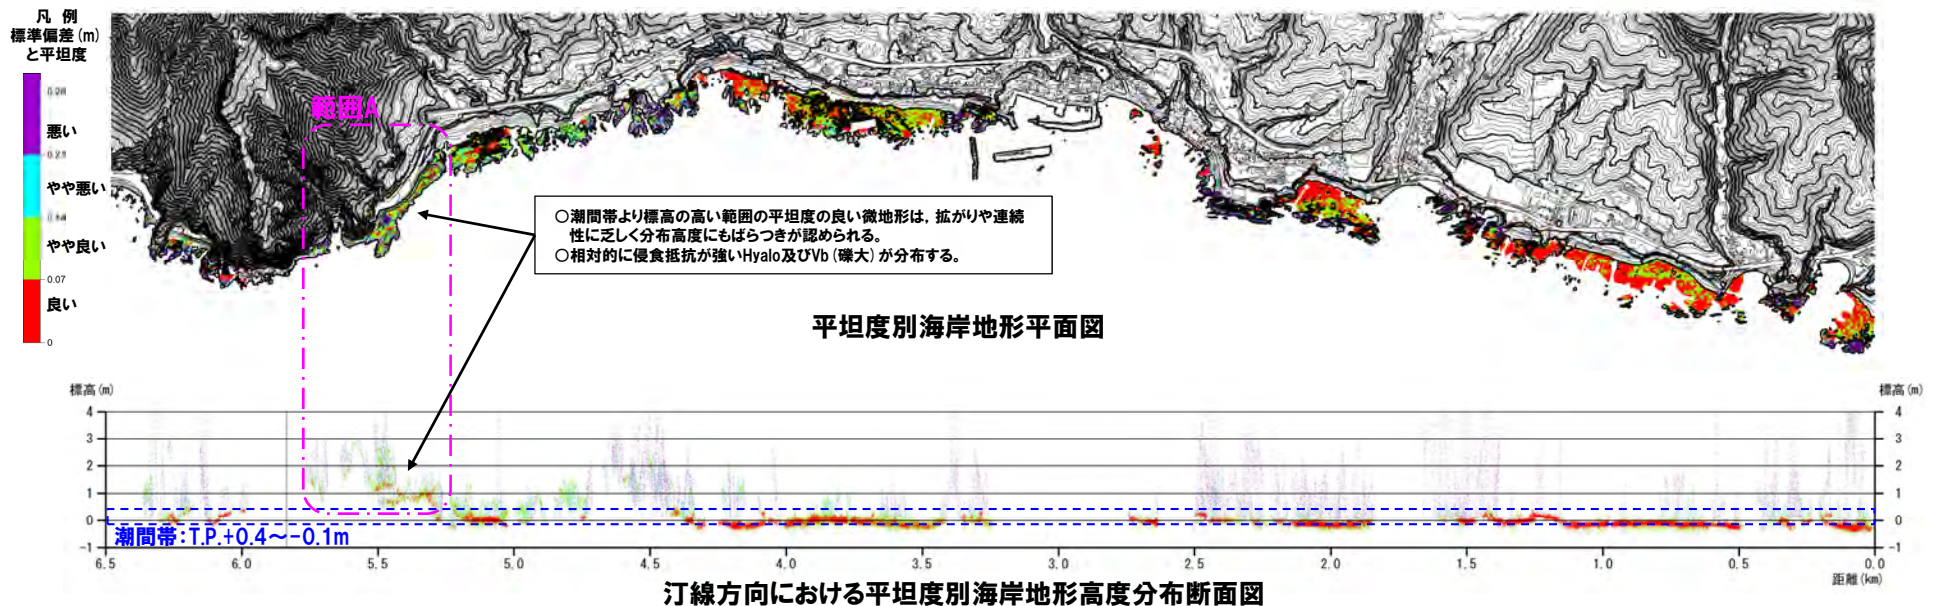 凡 例
標準偏差(m)
と平坦度
0.28
悪い
0.21
やや悪い
0.14
やや良い
0.07
良い
0
範囲A
○潮間帯より標高の高い範囲の平坦度の良い微地形は，拡がりや連続
性に乏しく分布高度にもばらつきが認められる。
○相対的に侵食抵抗が強いHyalo及びVb(礫大)が分布する。
平坦度別海岸地形平面図
標高(m)
標高(m)
4
3
2
1
0
-1
4
3
2
1
0
-1
潮間帯：T.P.+0.4～-0.1m
6.5 6.0 5.5 5.0 4.5 4.0 3.5 3.0 2.5 2.0 1.5 1.0 0.5 0.0
距離(km)
汀線方向における平坦度別海岸地形高度分布断面図